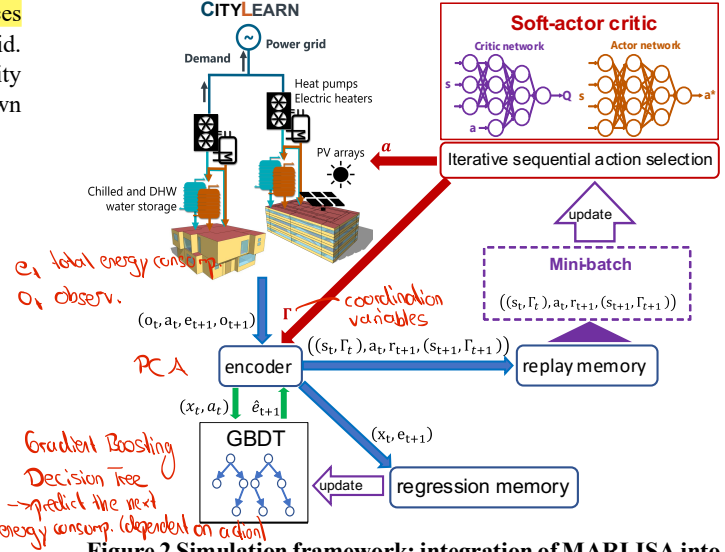 ces
id.
ity
wn
CITYLEARN
~
Power grid
Demand
Heat pumps
Electric heaters
PV arrays
Chilled and DHW
water storage
Soft-actor critic
Critic network
Actor network
s
a
Q
s
a*
a
Iterative sequential action selection
update
Mini-batch
((sₜ, Γₜ), aₜ, rₜ₊₁, (sₜ₊₁, Γₜ₊₁))
e, total energy consump.
o, observ.
Γ
coordination
variables
(oₜ, aₜ, eₜ₊₁, oₜ₊₁)
((sₜ, Γₜ), aₜ, rₜ₊₁, (sₜ₊₁, Γₜ₊₁))
PCA
encoder
replay memory
(xₜ, aₜ)
êₜ₊₁
(xₜ, eₜ₊₁)
GBDT
Gradient Boosting
Decision Tree
→ predict the next
energy consump. (dependent on action)
update
regression memory
Figure 2 Simulation framework: integration of MARLISA into